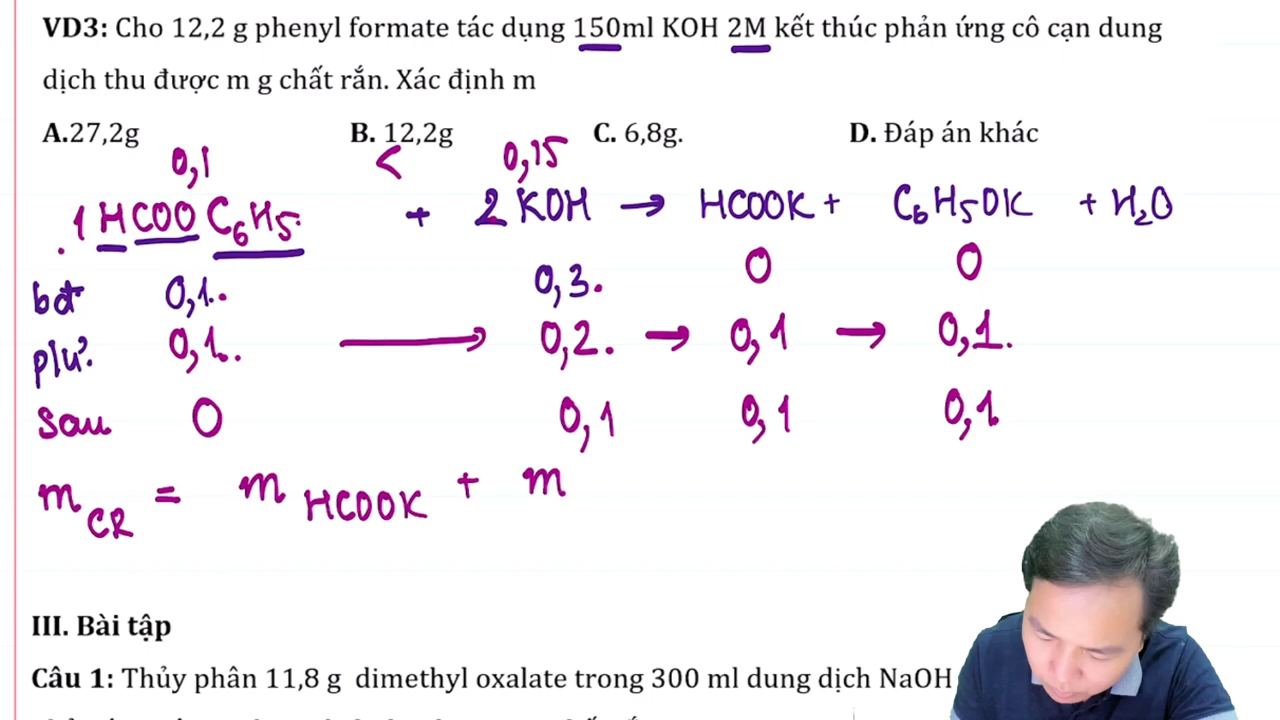 VD3: Cho 12,2 g phenyl formate tác dụng 150ml KOH 2M kết thúc phản ứng cô cạn dung
dịch thu được m g chất rắn. Xác định m
A.27,2g B. 12,2g C. 6,8g. D. Đáp án khác
0,1 < 0,15
1 HCOOC₆H₅ + 2 KOH → HCOOK + C₆H₅OK + H₂O
bđ 0,1. 0,3. 0 0
pứ 0,1. → 0,2. → 0,1 → 0,1.
Sau 0 0,1 0,1 0,1
m CR = m HCOOK + m
III. Bài tập
Câu 1: Thủy phân 11,8 g dimethyl oxalate trong 300 ml dung dịch NaOH